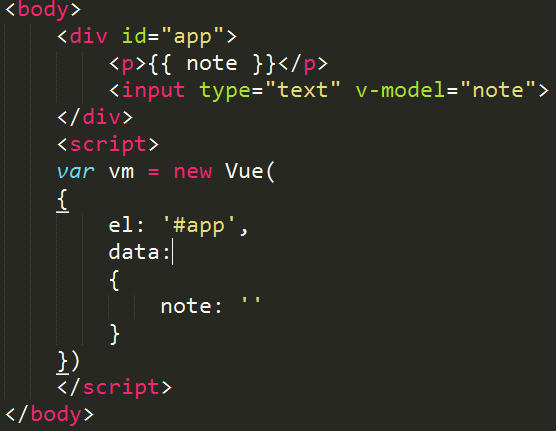 <body>
<div id="app">
<p>{{ note }}</p>
<input type="text" v-model="note">
</div>
<script>
var vm = new Vue(
{
el: '#app',
data:
{
note: ''
}
})
</script>
</body>